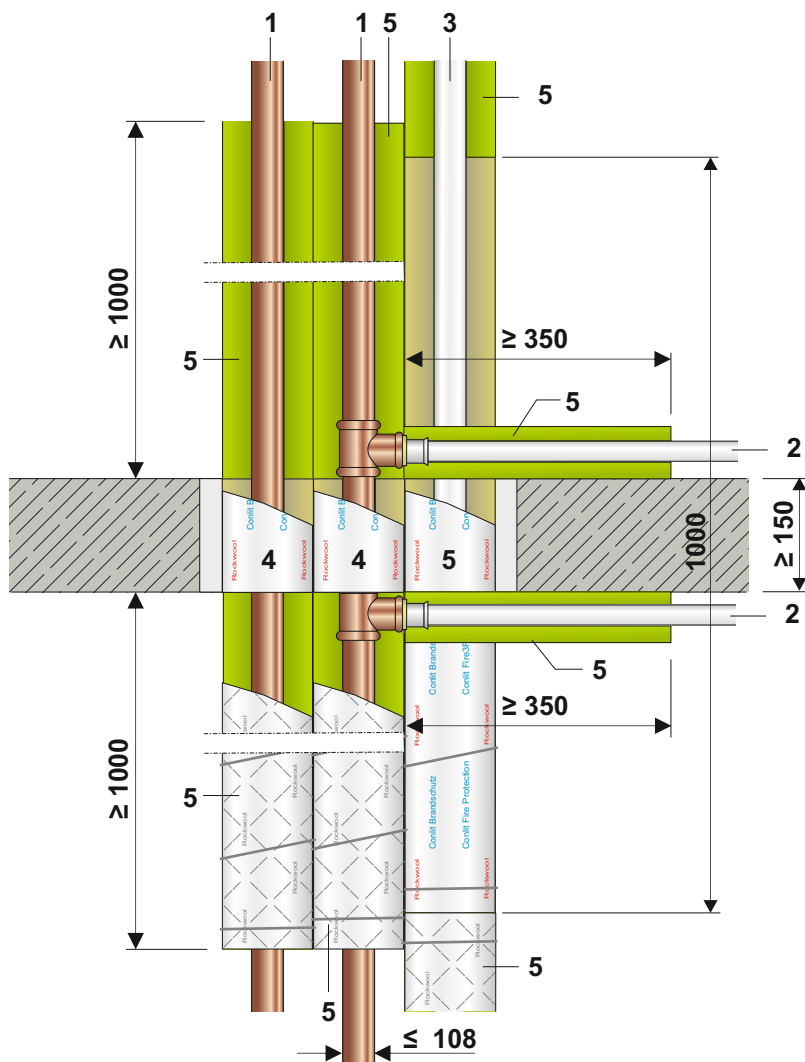 1
1
5
3
5
≥ 1000
5
≥ 350
5
2
Conlit B
Con
Conlit B
Con
Conlit B
Con
Rockwool
4
Rockwool
Rockwool
4
Rockwool
Rockwool
5
Rockwool
1000
≥ 150
2
5
Conlit Brands
Conlit Fire
≥ 350
Rockwool
Rockwool
≥ 1000
5
Rockwool
Rockwool
Rockwool
Rockwool
Conlit Brandschutz
Conlit Fire Protection
Rockwool
Rockwool
Rockwool
Rockwool
5
Rockwool
5
≤ 108